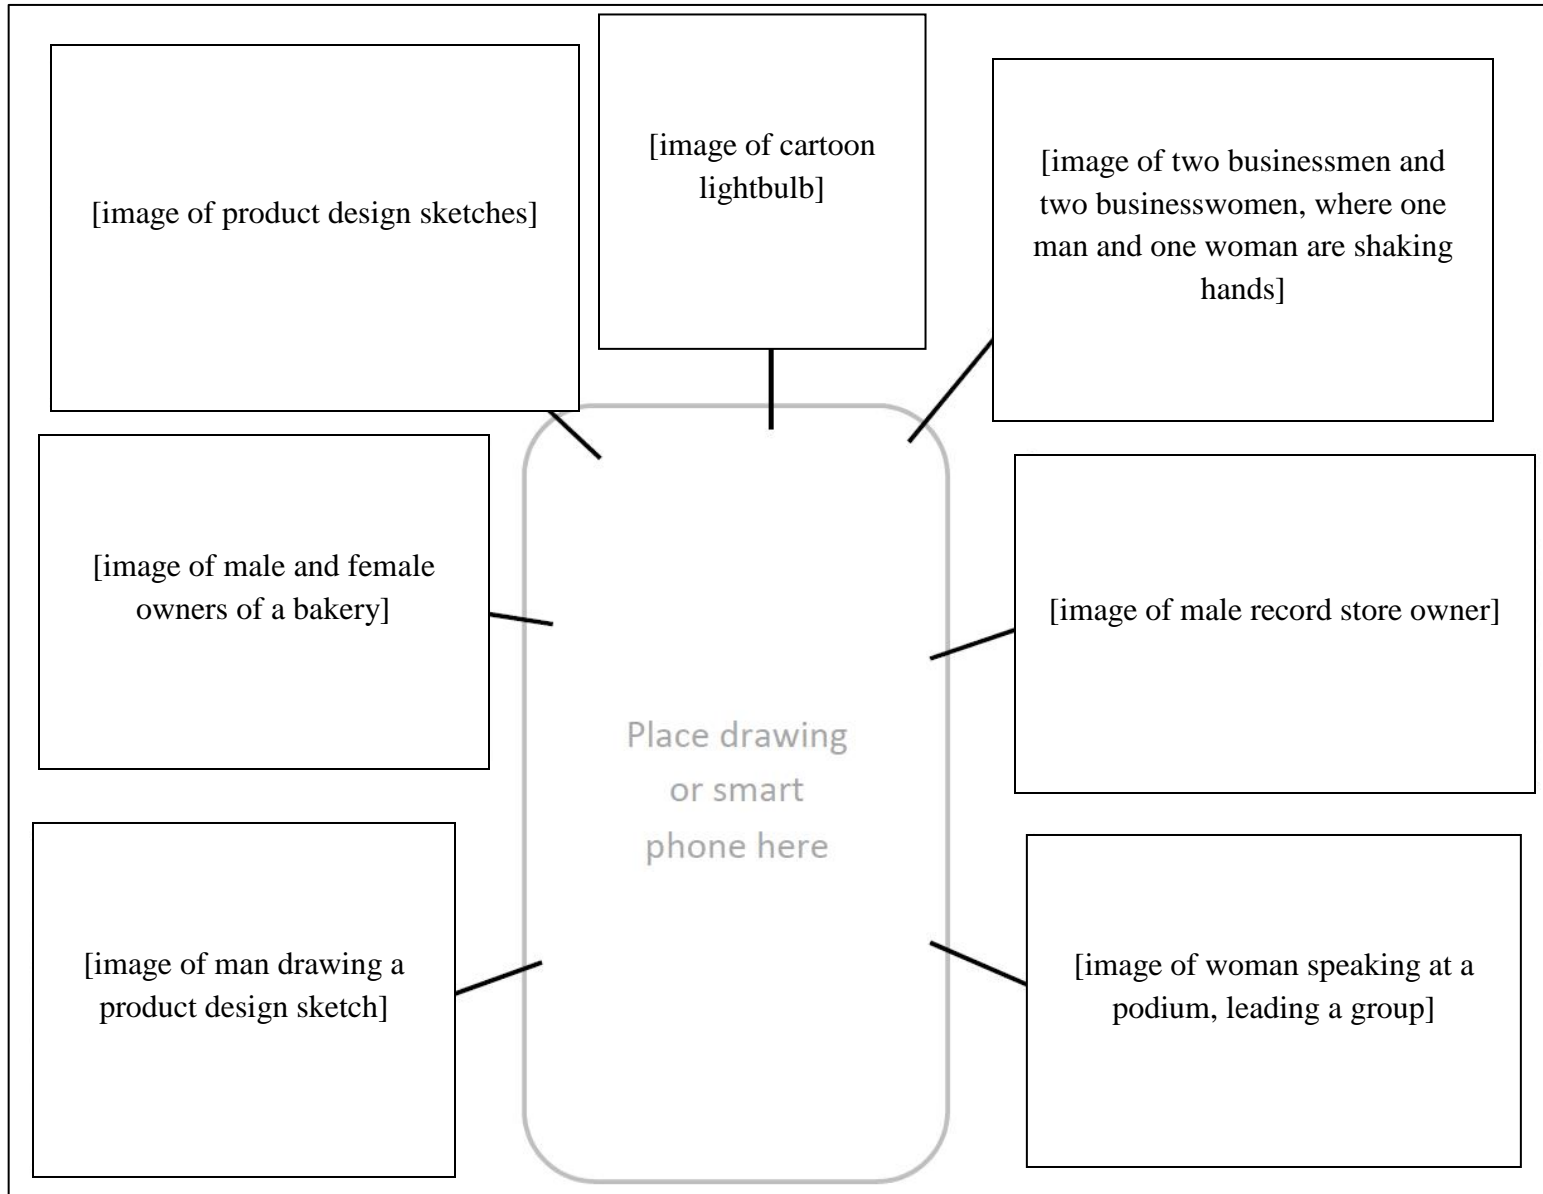 [image of product design sketches]
[image of cartoon
lightbulb]
[image of two businessmen and
two businesswomen, where one
man and one woman are shaking
hands]
[image of male and female
owners of a bakery]
[image of male record store owner]
Place drawing
or smart
phone here
[image of man drawing a
product design sketch]
[image of woman speaking at a
podium, leading a group]